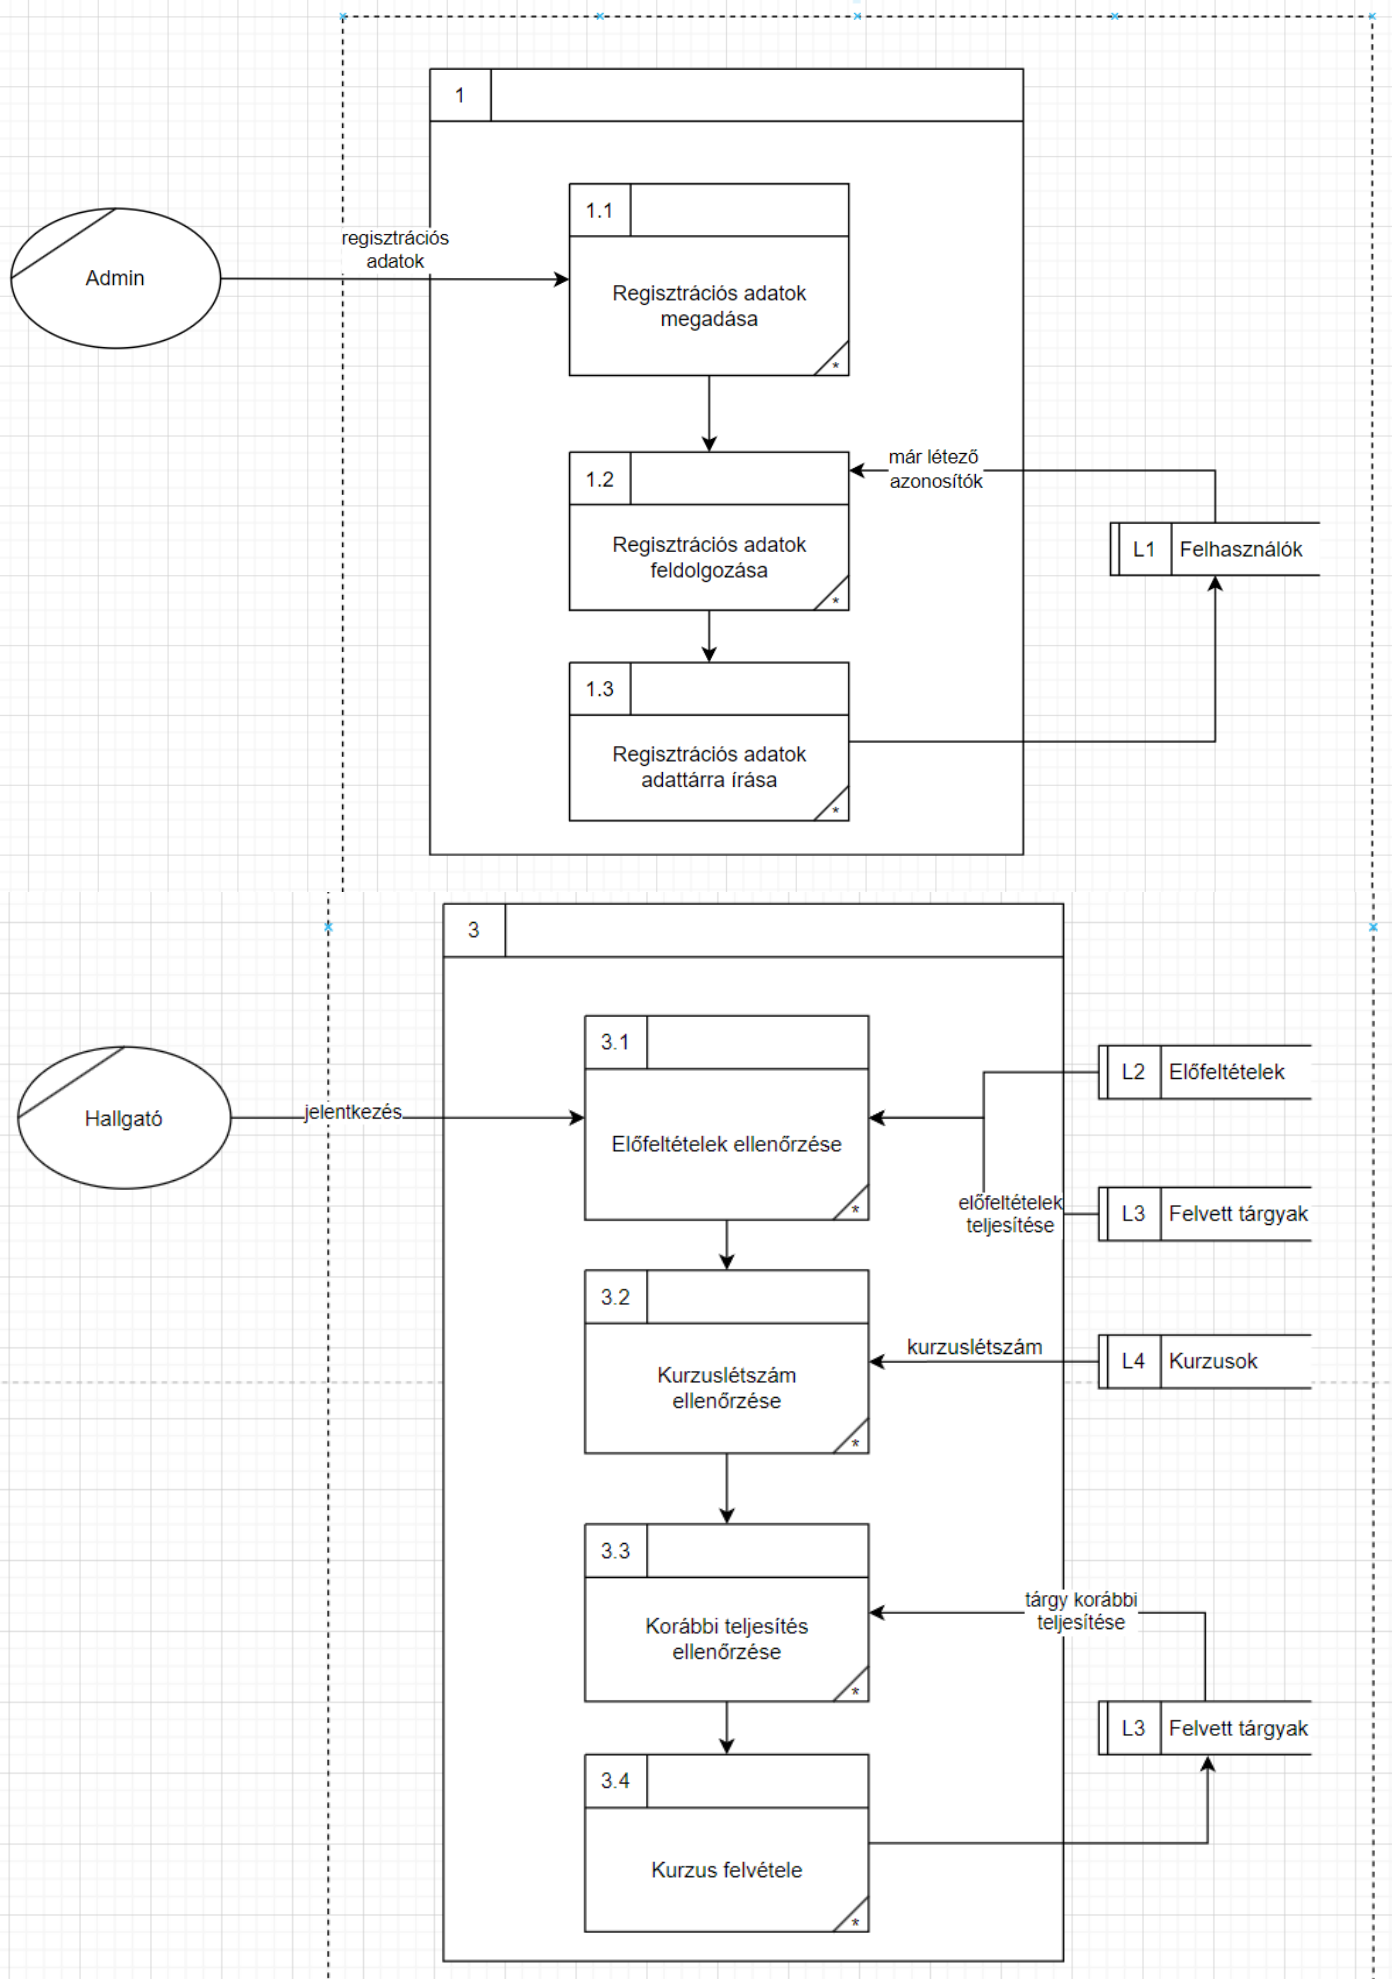 1
1.1
regisztrációs
adatok
Admin
Regisztrációs adatok
megadása
*
már létező
azonosítók
1.2
Regisztrációs adatok
feldolgozása
*
L1 Felhasználók
1.3
Regisztrációs adatok
adattárra írása
*
3
3.1
L2 Előfeltételek
Hallgató
jelentkezés
Előfeltételek ellenőrzése
*
előfeltételek
teljesítése
L3 Felvett tárgyak
3.2
kurzuslétszám
L4 Kurzusok
Kurzuslétszám
ellenőrzése
*
3.3
tárgy korábbi
teljesítése
Korábbi teljesítés
ellenőrzése
*
L3 Felvett tárgyak
3.4
Kurzus felvétele
*